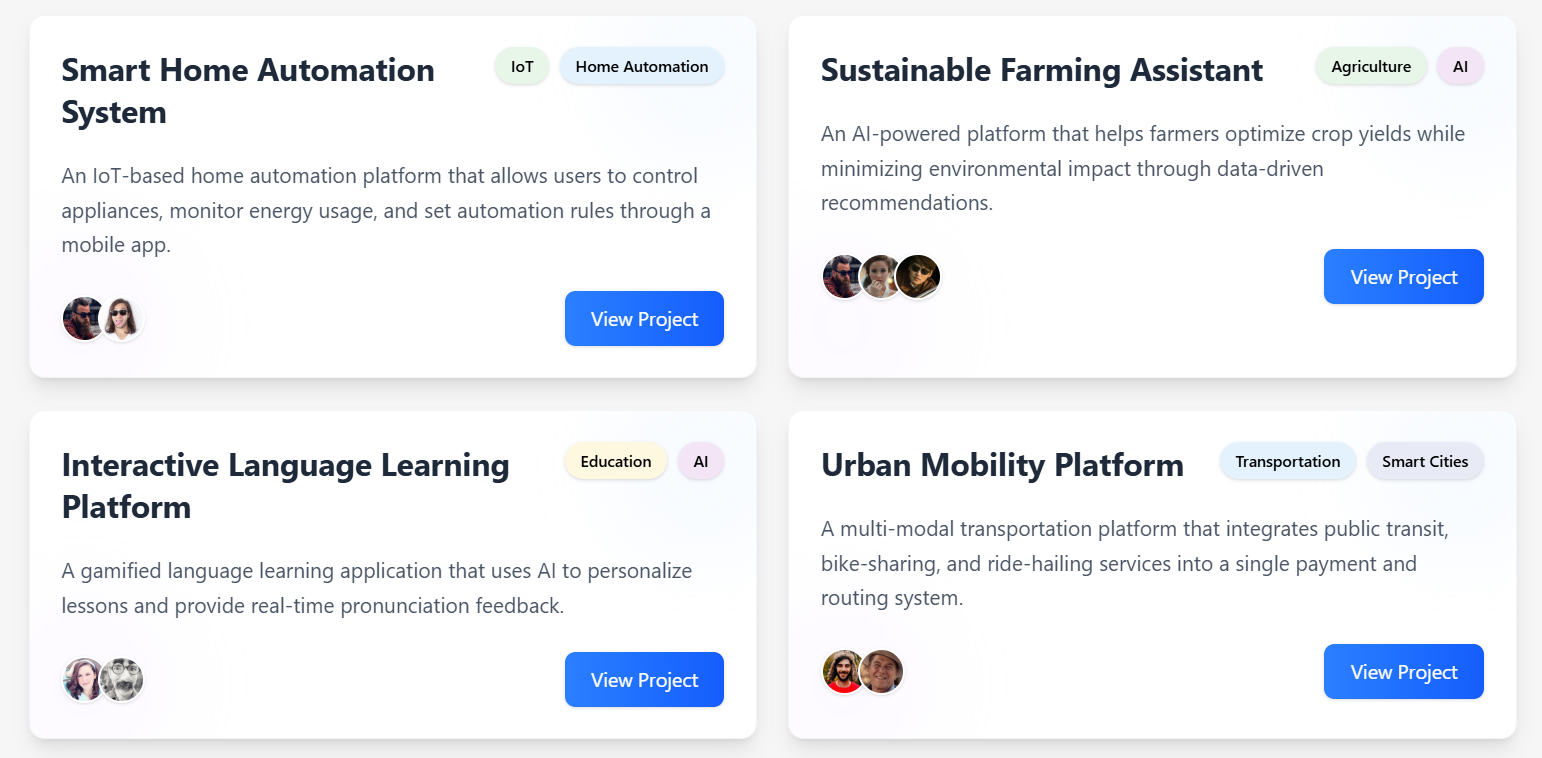 Smart Home Automation
System
IoT
Home Automation
An IoT-based home automation platform that allows users to control
appliances, monitor energy usage, and set automation rules through a
mobile app.
View Project
Sustainable Farming Assistant
Agriculture
AI
An AI-powered platform that helps farmers optimize crop yields while
minimizing environmental impact through data-driven
recommendations.
View Project
Interactive Language Learning
Platform
Education
AI
A gamified language learning application that uses AI to personalize
lessons and provide real-time pronunciation feedback.
View Project
Urban Mobility Platform
Transportation
Smart Cities
A multi-modal transportation platform that integrates public transit,
bike-sharing, and ride-hailing services into a single payment and
routing system.
View Project